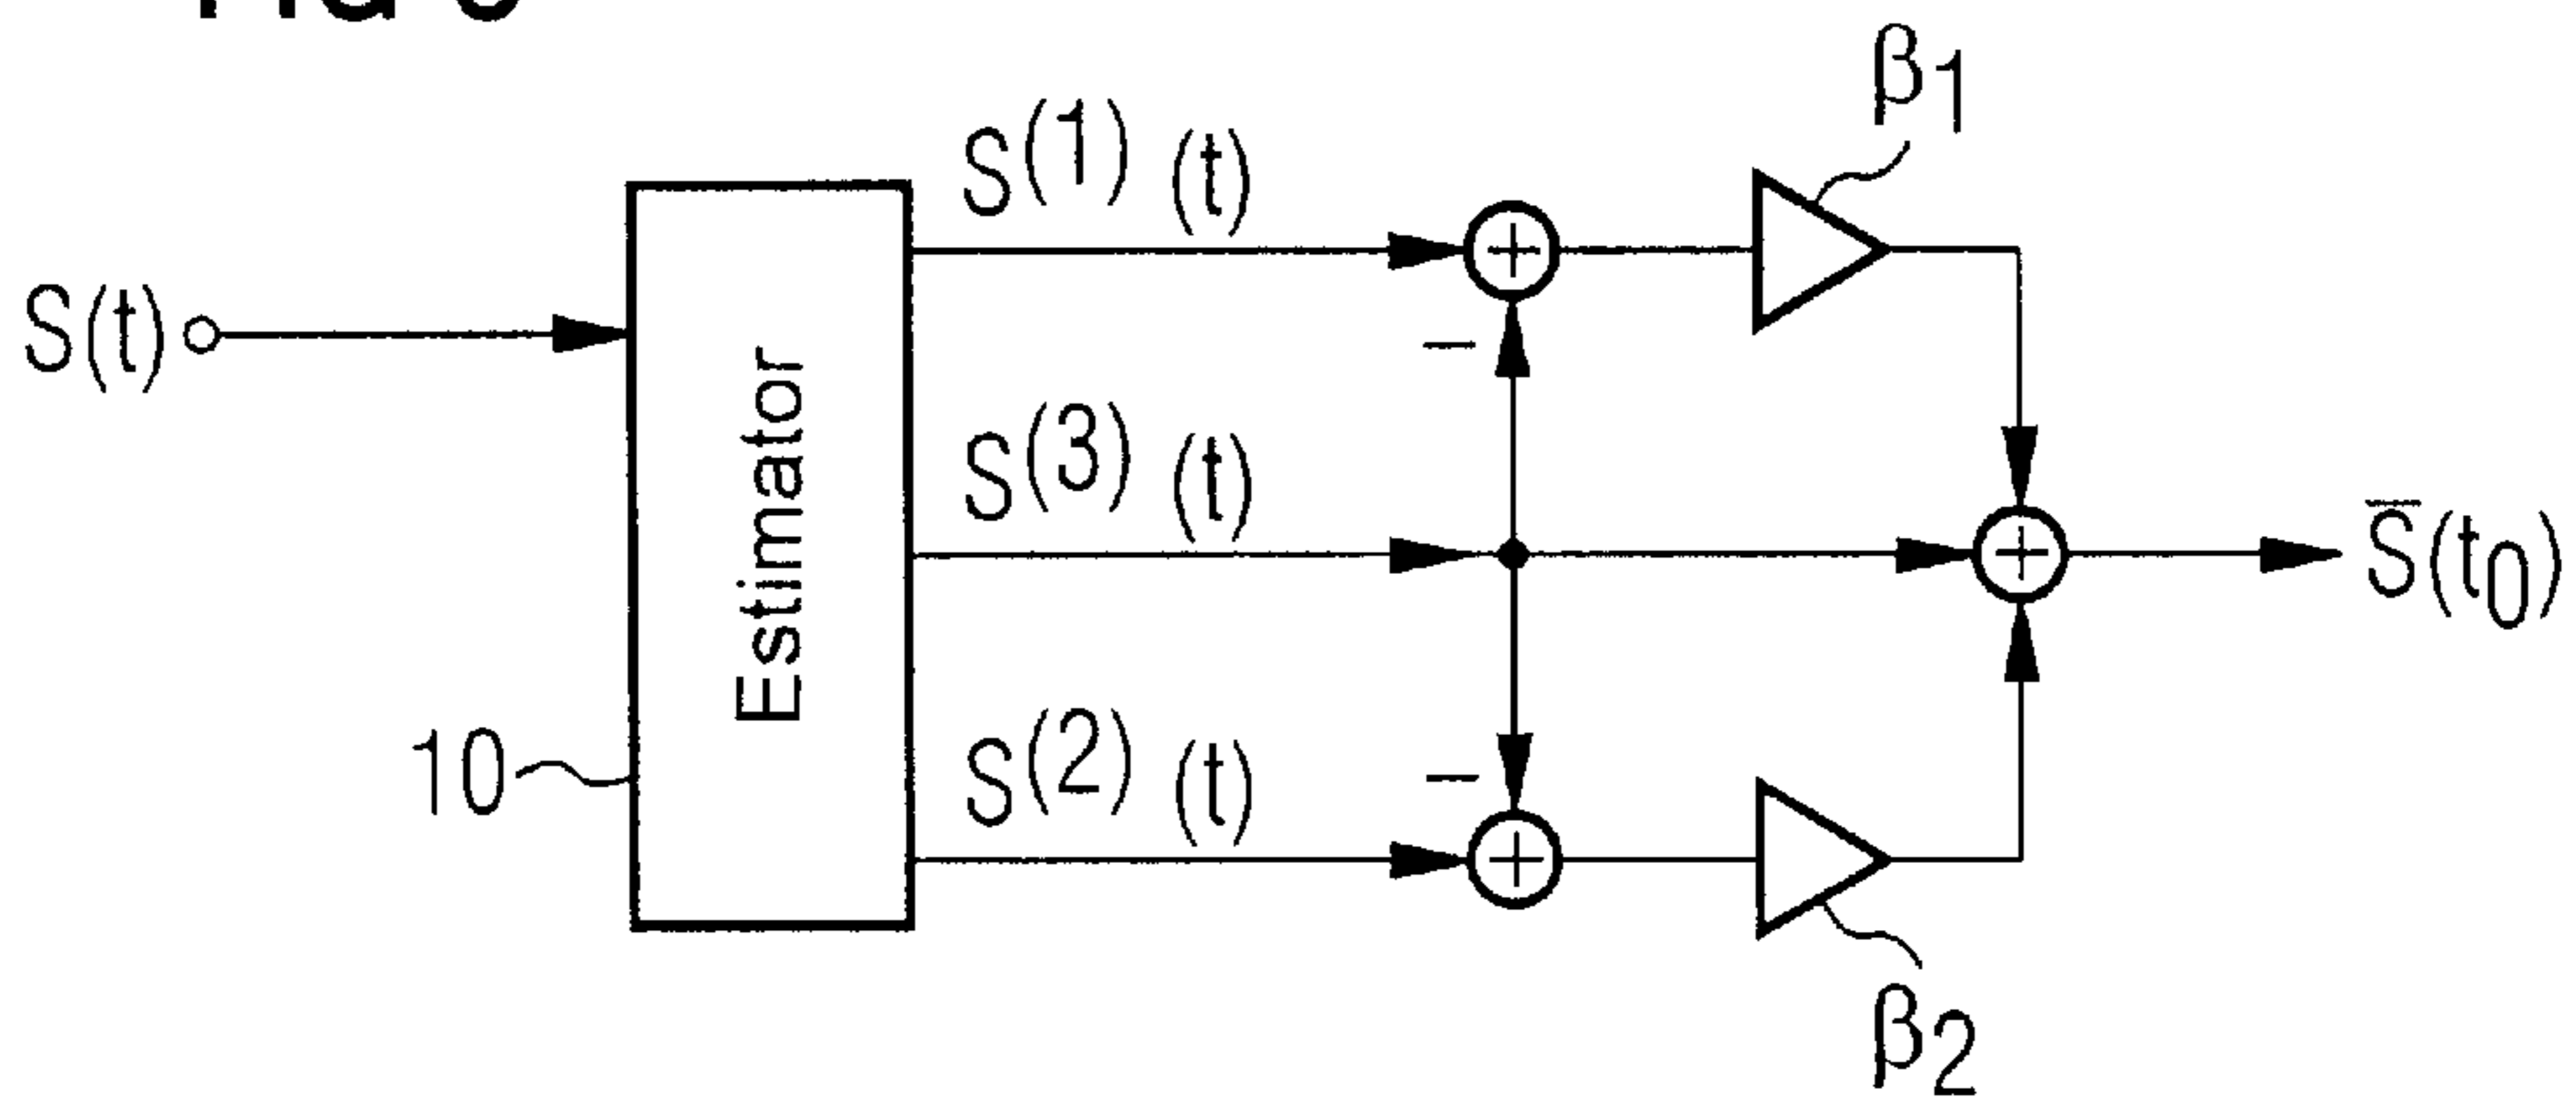 β1
S(1) (t)
S(t)
Estimator
S(3) (t)
S̄(t0)
S(2) (t)
10
β2